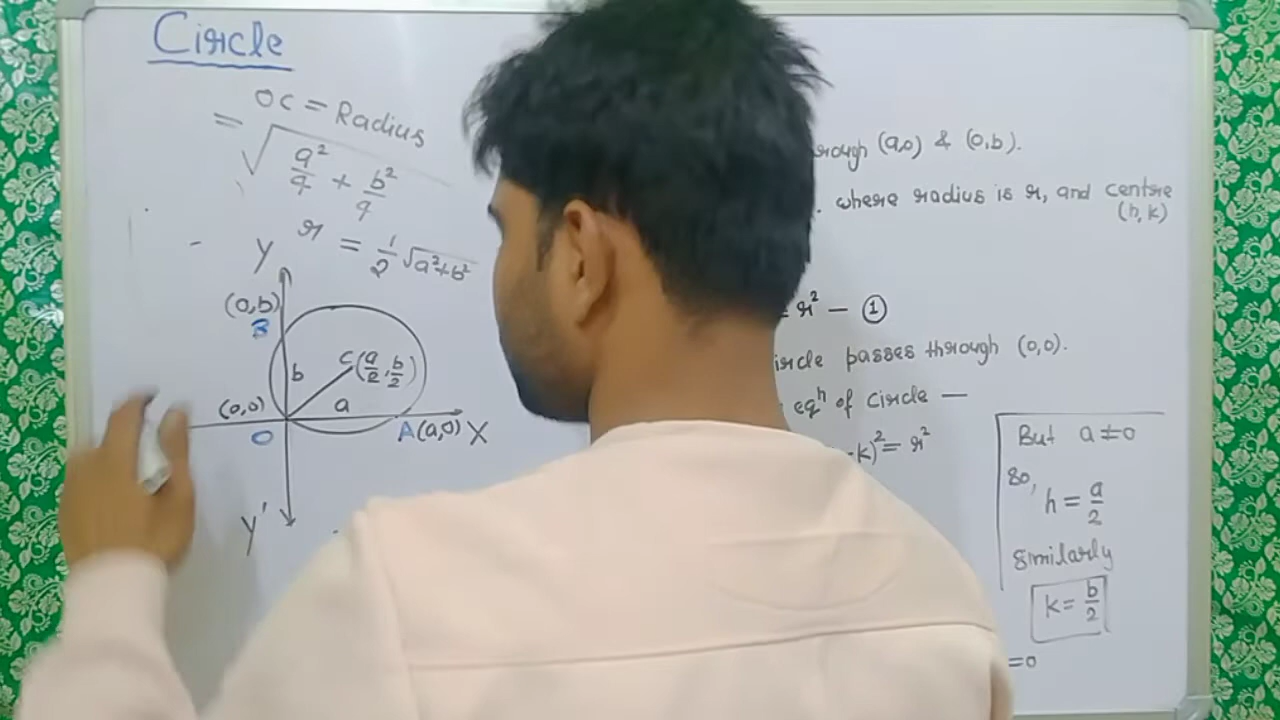 Circle
OC = Radius
= √(a²/4 + b²/4)
r = 1/2 √a²+b²
Y
(0,b)
B
b
C(a/2, b/2)
(0,0)
a
O
A(a,0) X
Y'
(a,0) & (0,b).
where radius is r, and centre
(h, k)
= r² — ①
passes through (0,0).
eqⁿ of circle —
k)² = r²
But a ≠ 0
So,
h = a/2
Similarly
k = b/2
=0